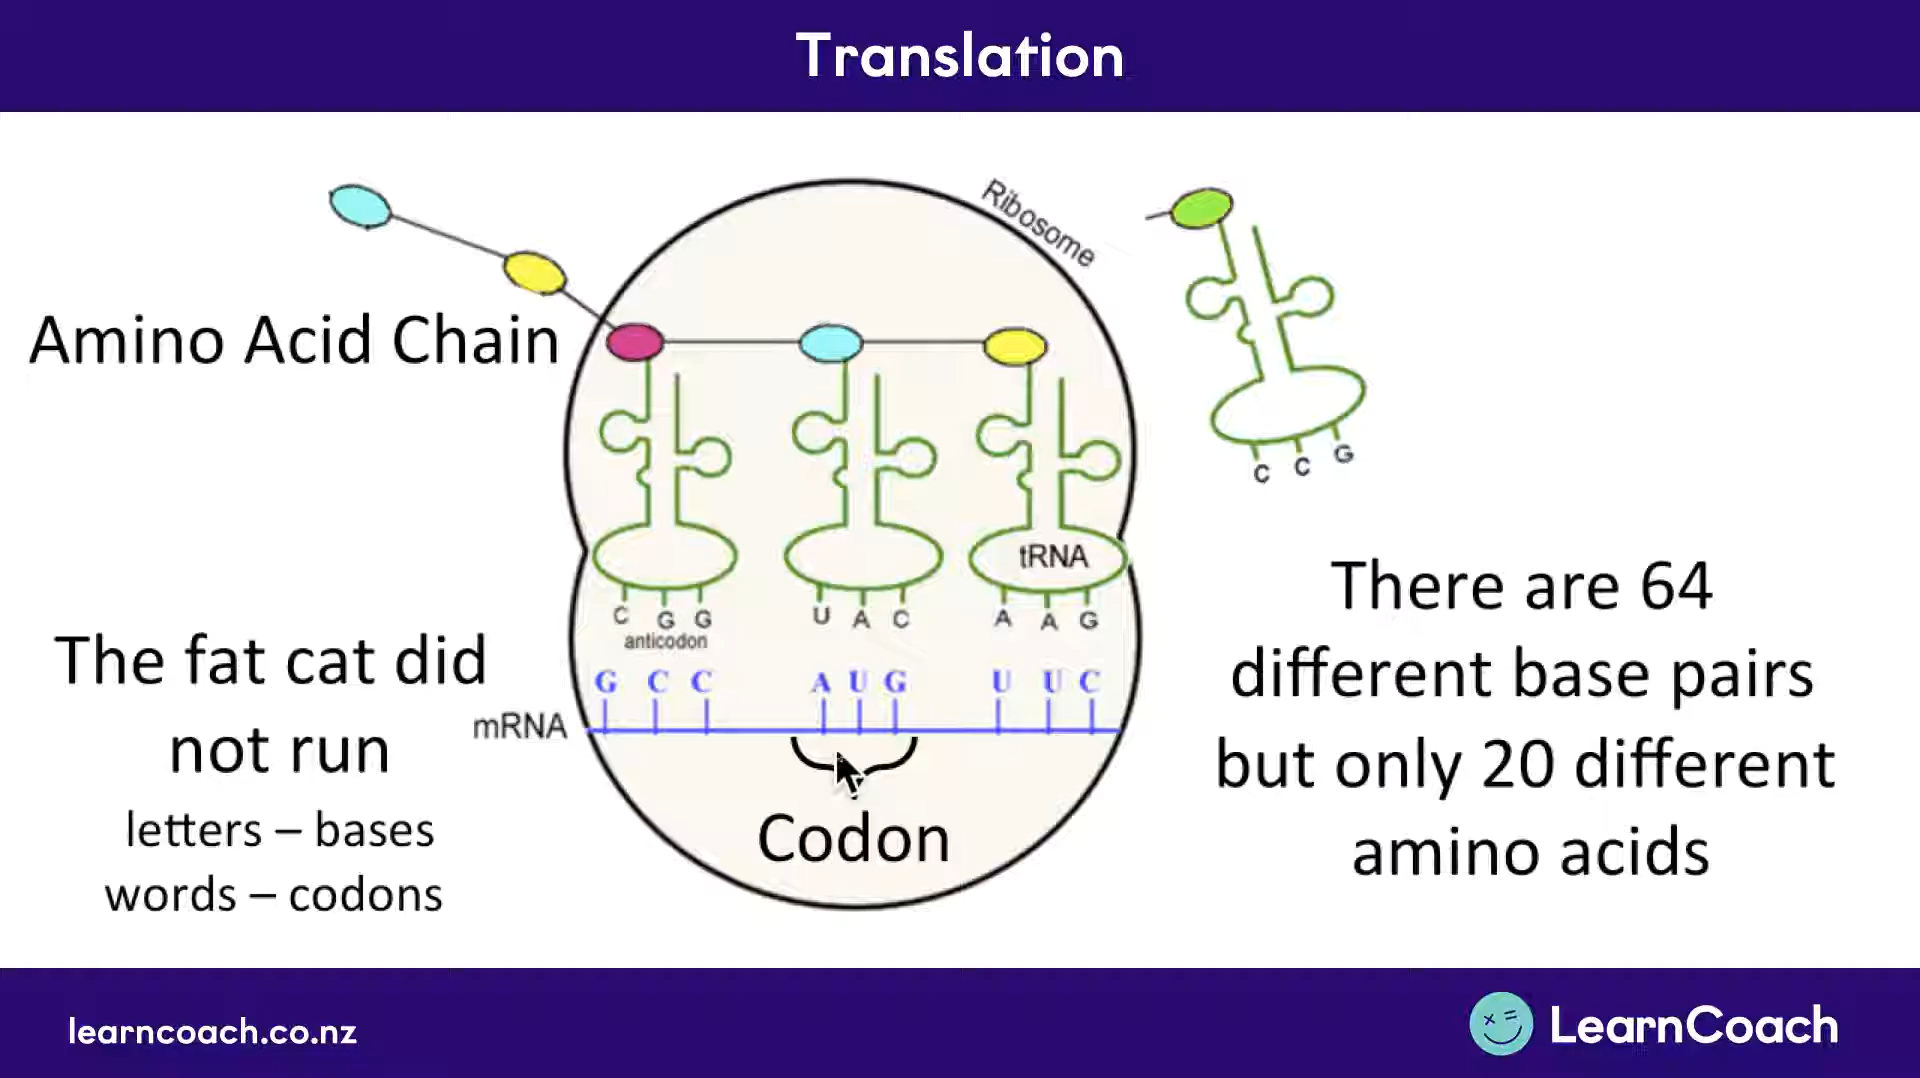 Translation
Ribosome
Amino Acid Chain
C C G
tRNA
C G G
U A C
A A G
anticodon
G C C
A U G
U U C
mRNA
Codon
The fat cat did
not run
letters – bases
words – codons
There are 64
different base pairs
but only 20 different
amino acids
learncoach.co.nz
LearnCoach